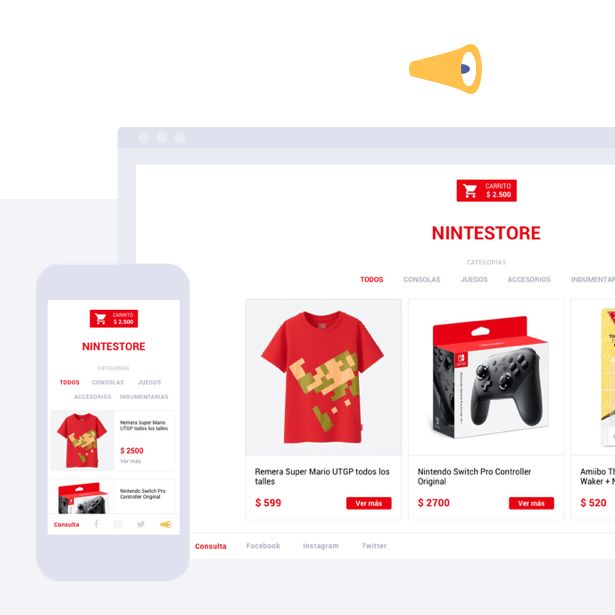 CARRITO
$ 2.500
NINTESTORE
CATEGORIAS
TODOS CONSOLAS JUEGOS ACCESORIOS INDUMENTAR
Remera Super Mario UTGP todos los
talles
$ 599 Ver más
Nintendo Switch Pro Controller
Original
$ 2700 Ver más
Amiibo Th
Waker + M
$ 520
Consulta Facebook Instagram Twitter
CARRITO
$ 2.500
NINTESTORE
CATEGORIAS
TODOS CONSOLAS JUEGOS
ACCESORIOS INDUMENTARIAS
Remera Super Mario
UTGP todos los talles
$ 2500
Ver más
Nintendo Switch Pro
Controller Original
Consulta